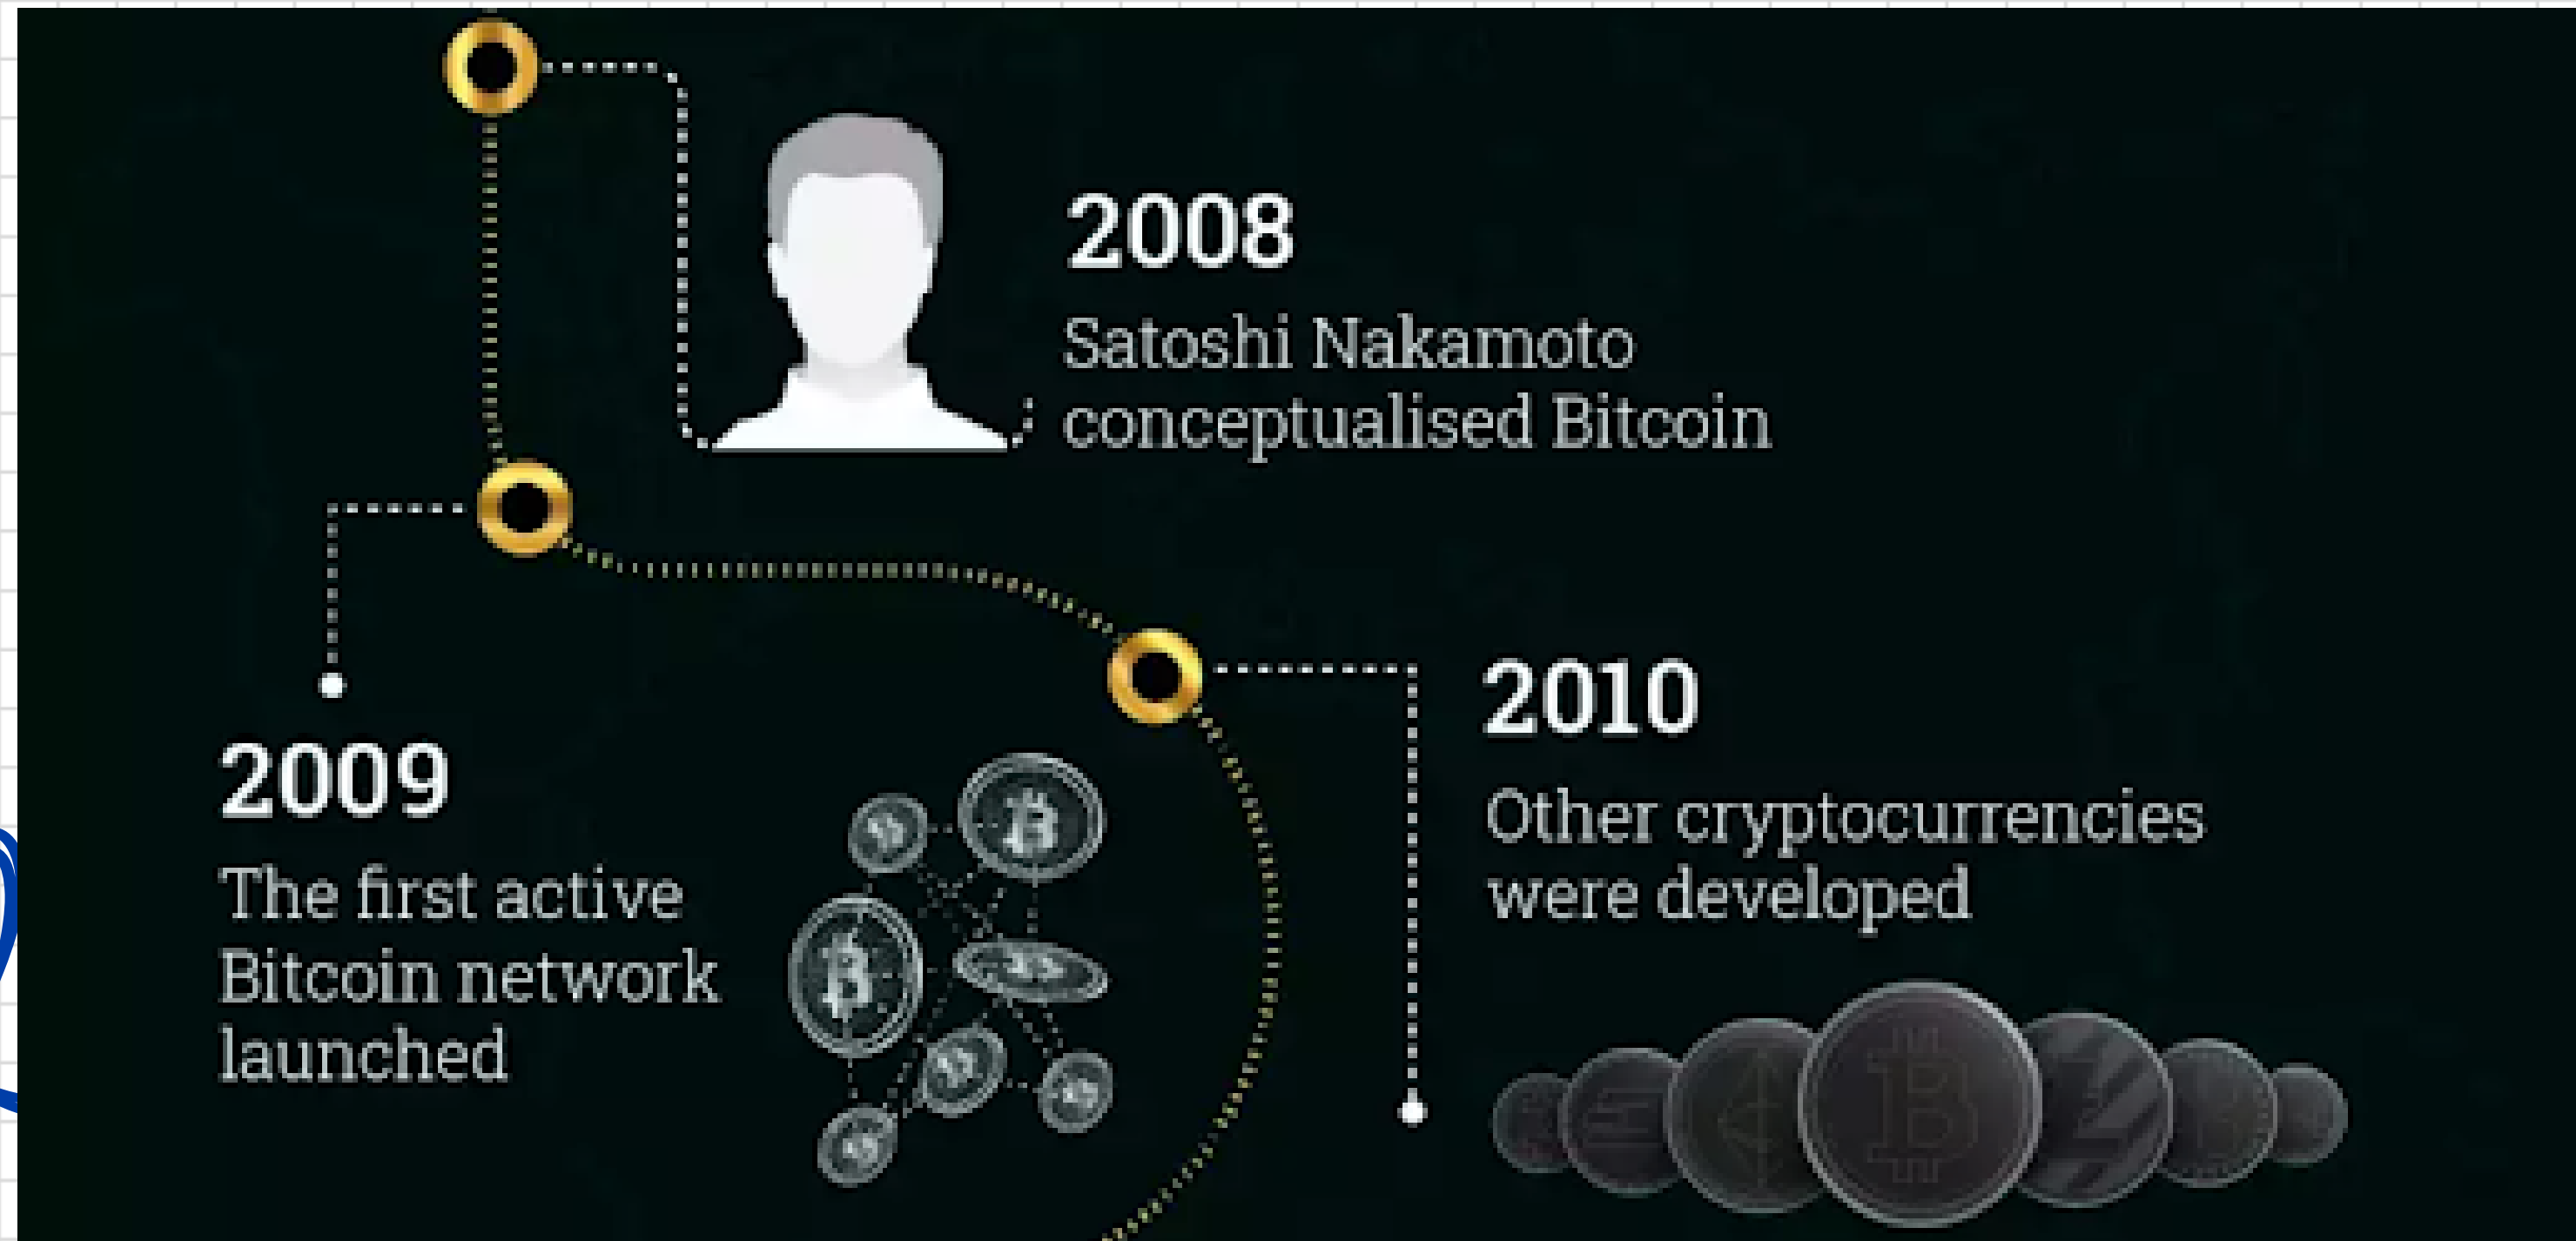 2008
Satoshi Nakamoto
conceptualised Bitcoin
2009
The first active
Bitcoin network
launched
2010
Other cryptocurrencies
were developed